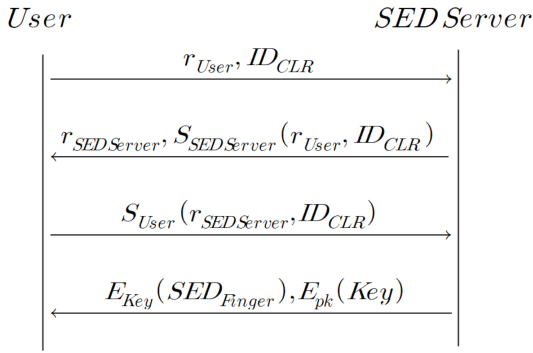 User SED Server
r_User, ID_CLR
r_SEDServer, S_SEDServer(r_User, ID_CLR)
S_User(r_SEDServer, ID_CLR)
E_Key(SED_Finger), E_pk(Key)